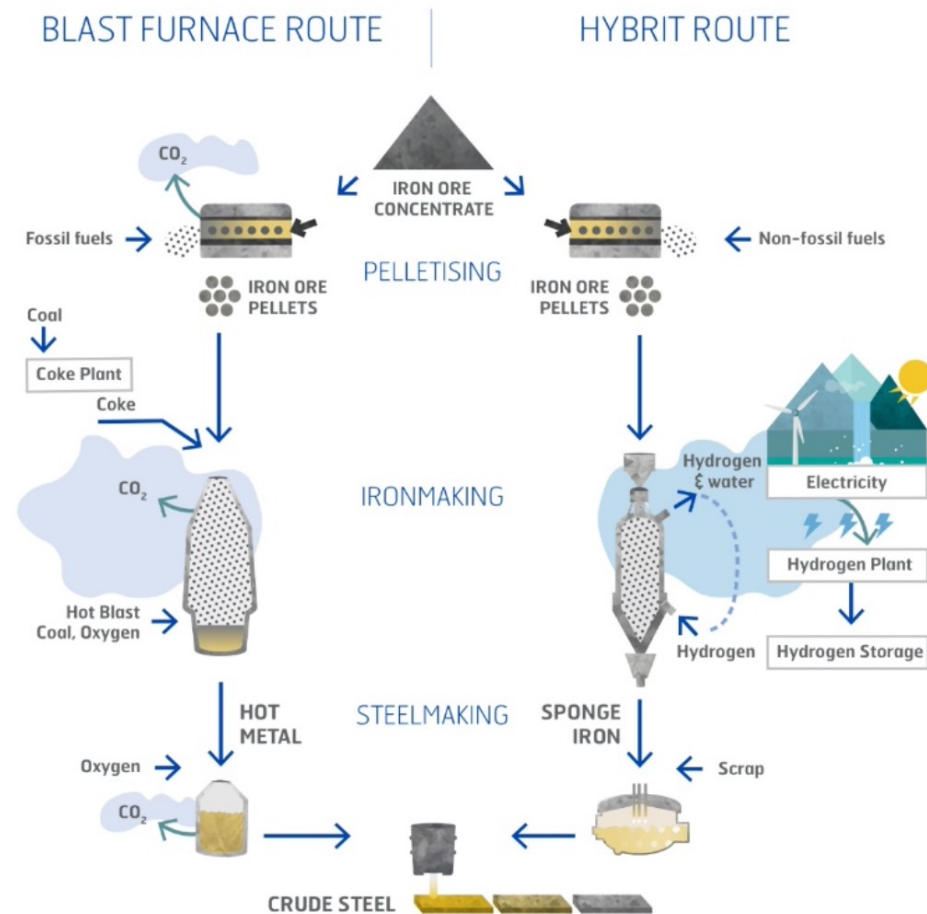 BLAST FURNACE ROUTE
HYBRIT ROUTE
CO₂
IRON ORE
CONCENTRATE
Fossil fuels
Non-fossil fuels
PELLETISING
IRON ORE
PELLETS
IRON ORE
PELLETS
Coal
Coke Plant
Coke
CO₂
IRONMAKING
Hydrogen
& water
Electricity
Hydrogen Plant
Hot Blast
Coal, Oxygen
Hydrogen
Hydrogen Storage
HOT
METAL
STEELMAKING
SPONGE
IRON
Oxygen
Scrap
CO₂
CRUDE STEEL